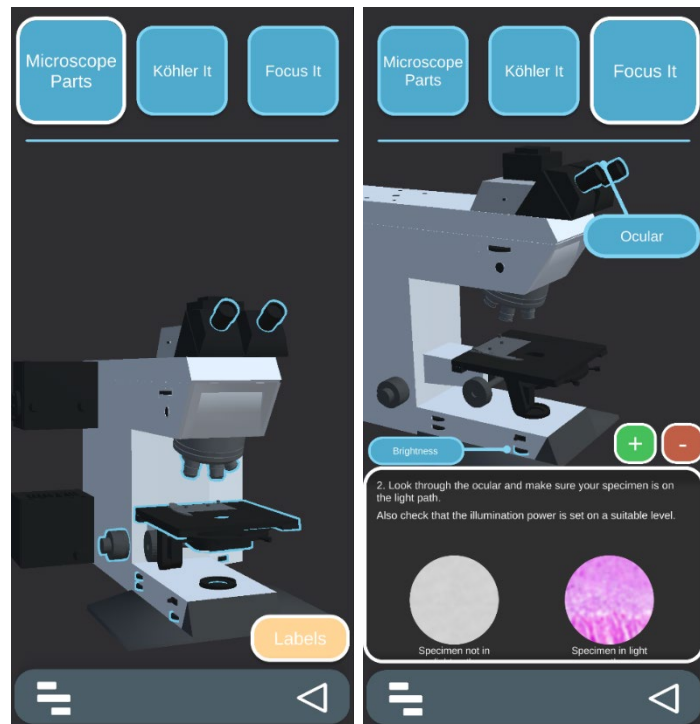 Microscope
Parts
Köhler It
Focus It
Labels
Microscope
Parts
Köhler It
Focus It
Ocular
Brightness
+
-
2. Look through the ocular and make sure your specimen is on
the light path.
Also check that the illumination power is set on a suitable level.
Specimen not in
Specimen in light